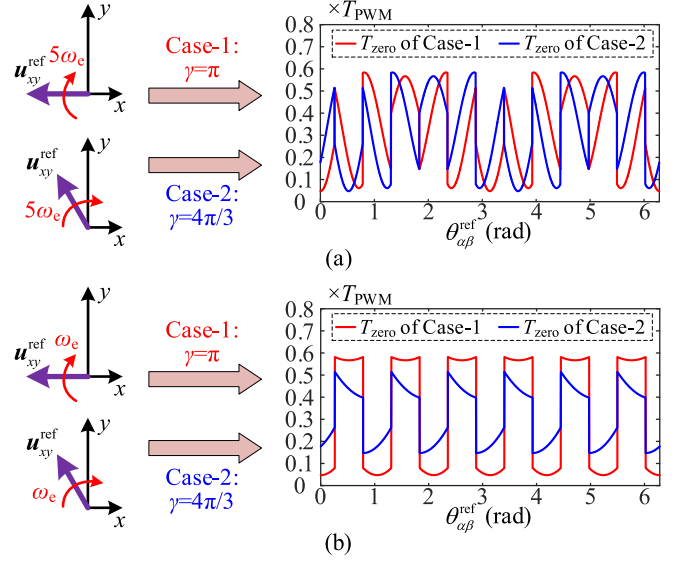 y
5ωe
u_xy^ref
x
Case-1:
γ=π
u_xy^ref
5ωe
x
Case-2:
γ=4π/3
×T_PWM
T_zero of Case-1
T_zero of Case-2
0.8
0.7
0.6
0.5
0.4
0.3
0.2
0.1
0
0 1 2 3 4 5 6
θ_αβ^ref (rad)
(a)
y
ωe
u_xy^ref
x
Case-1:
γ=π
u_xy^ref
ωe
x
Case-2:
γ=4π/3
×T_PWM
T_zero of Case-1
T_zero of Case-2
0.8
0.7
0.6
0.5
0.4
0.3
0.2
0.1
0
0 1 2 3 4 5 6
θ_αβ^ref (rad)
(b)